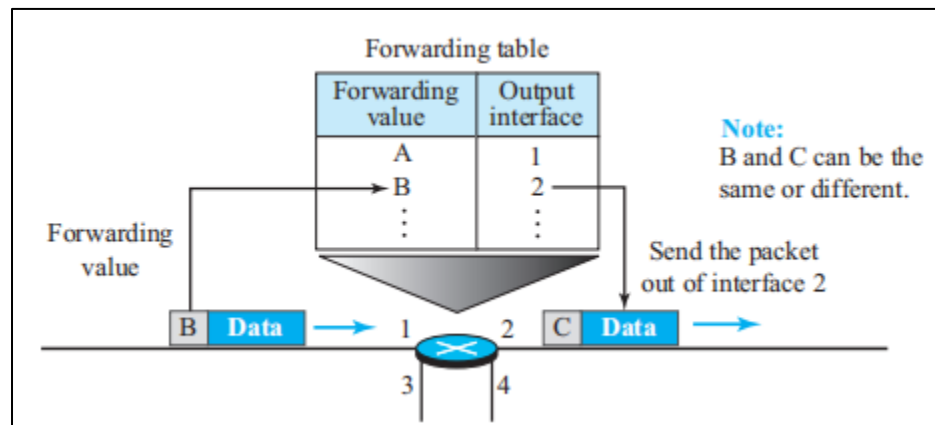 Forwarding table
Forwarding
value
Output
interface
A
1
B
2
⋮
⋮
Note:
B and C can be the
same or different.
Forwarding
value
Send the packet
out of interface 2
B
Data
1
2
C
Data
3
4